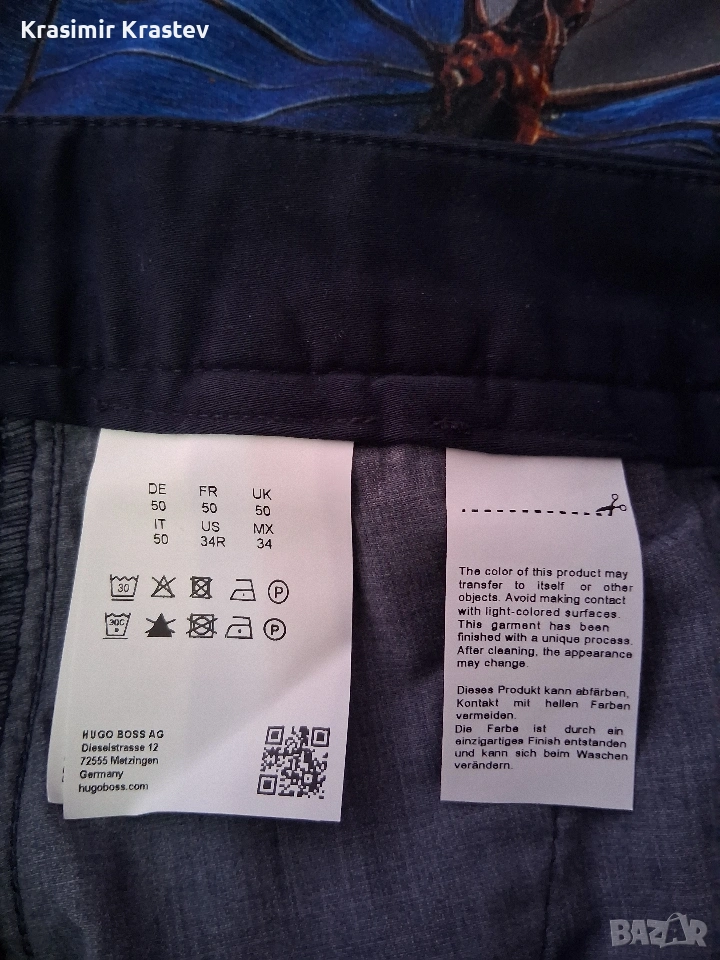 Krasimir Krastev
DE FR UK
50 50 50
IT US MX
50 34R 34
30 P
30C P
HUGO BOSS AG
Dieselstrasse 12
72555 Metzingen
Germany
hugoboss.com
The color of this product may
transfer to itself or other
objects. Avoid making contact
with light-colored surfaces.
This garment has been
finished with a unique process.
After cleaning, the appearance
may change.
Dieses Produkt kann abfärben,
Kontakt mit hellen Farben
vermeiden.
Die Farbe ist durch ein
einzigartiges Finish entstanden
und kann sich beim Waschen
verändern.
BAZAR